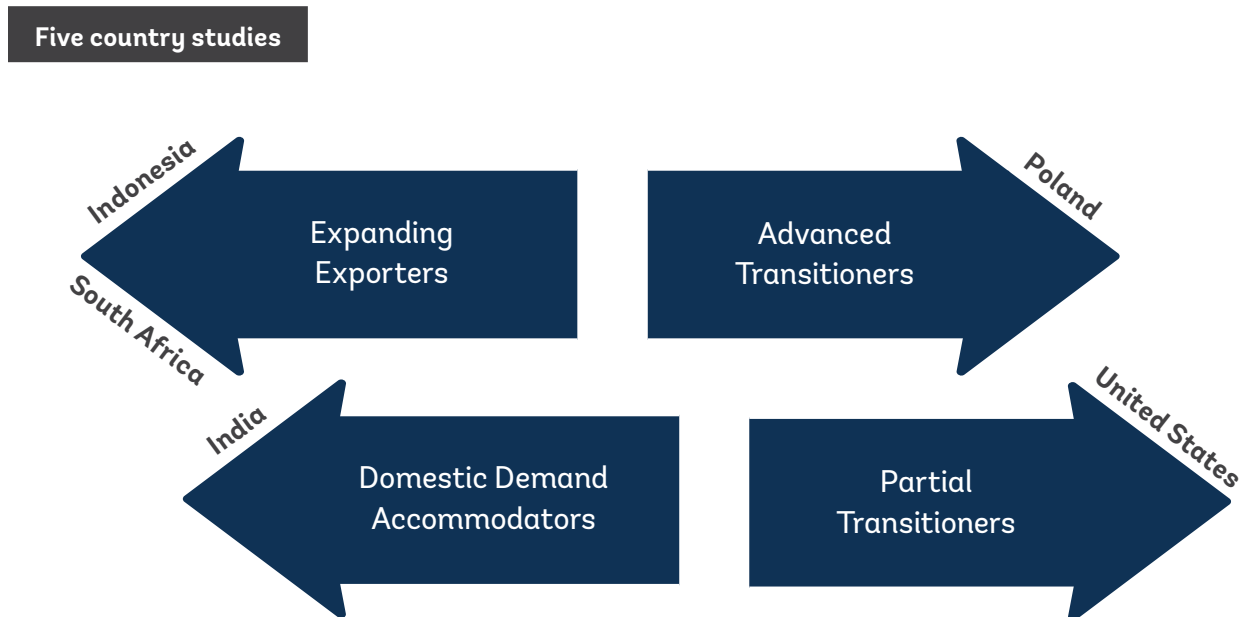 Five country studies
Indonesia
South Africa
Expanding
Exporters
Advanced
Transitioners
Poland
India
Domestic Demand
Accommodators
Partial
Transitioners
United States